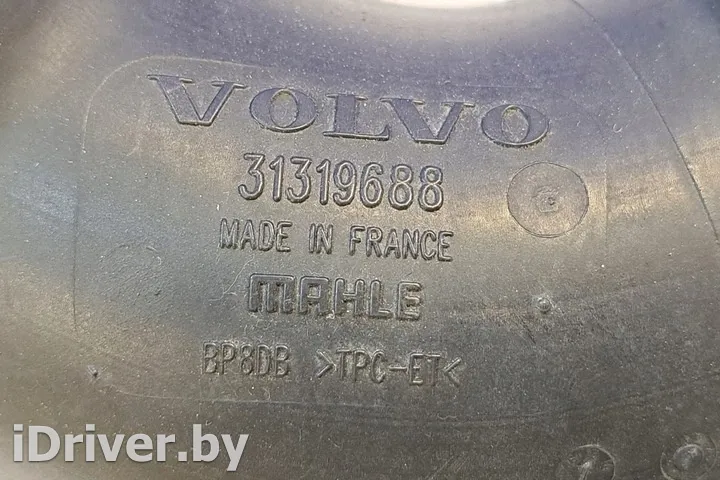 VOLVO
31319688
MADE IN FRANCE
MAHLE
BP8DB >TPC-ET<
iDriver.by